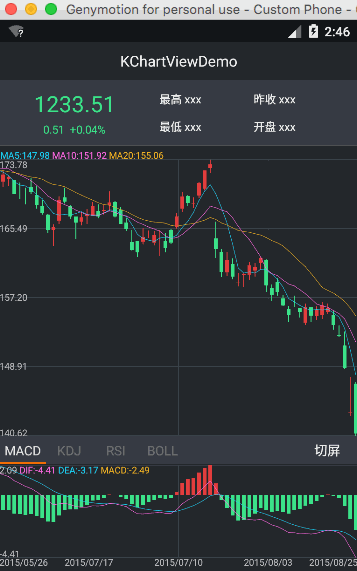 Genymotion for personal use - Custom Phone - 
2:46
KChartViewDemo
1233.51
0.51 +0.04%
最高 xxx 昨收 xxx
最低 xxx 开盘 xxx
MA5:147.98 MA10:151.92 MA20:155.06
173.78
165.49
157.20
148.91
140.62
MACD KDJ RSI BOLL 切屏
2.09 DIF:-4.41 DEA:-3.17 MACD:-2.49
-4.41
2015/05/26 2015/07/17 2015/08/03 2015/08/25